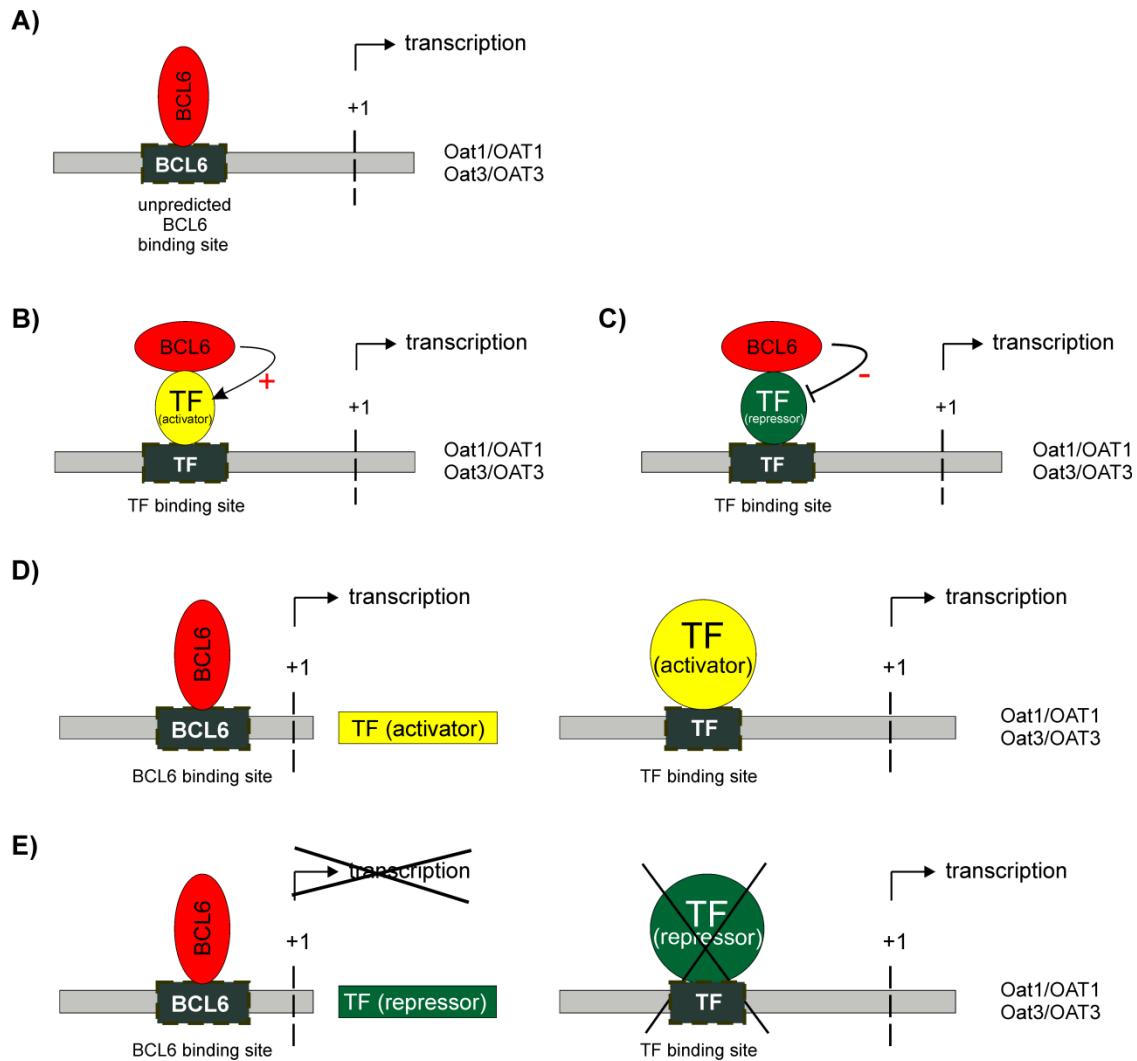 A)
transcription
BCL6
+1
BCL6
Oat1/OAT1
Oat3/OAT3
unpredicted
BCL6
binding site
B)
transcription
BCL6
+
TF
(activator)
+1
TF
Oat1/OAT1
Oat3/OAT3
TF binding site
C)
transcription
BCL6
-
TF
(repressor)
+1
TF
Oat1/OAT1
Oat3/OAT3
TF binding site
D)
transcription
BCL6
+1
BCL6
TF (activator)
BCL6 binding site
transcription
TF
(activator)
+1
TF
Oat1/OAT1
Oat3/OAT3
TF binding site
E)
transcription
BCL6
+1
BCL6
TF (repressor)
BCL6 binding site
transcription
TF
(repressor)
+1
TF
Oat1/OAT1
Oat3/OAT3
TF binding site